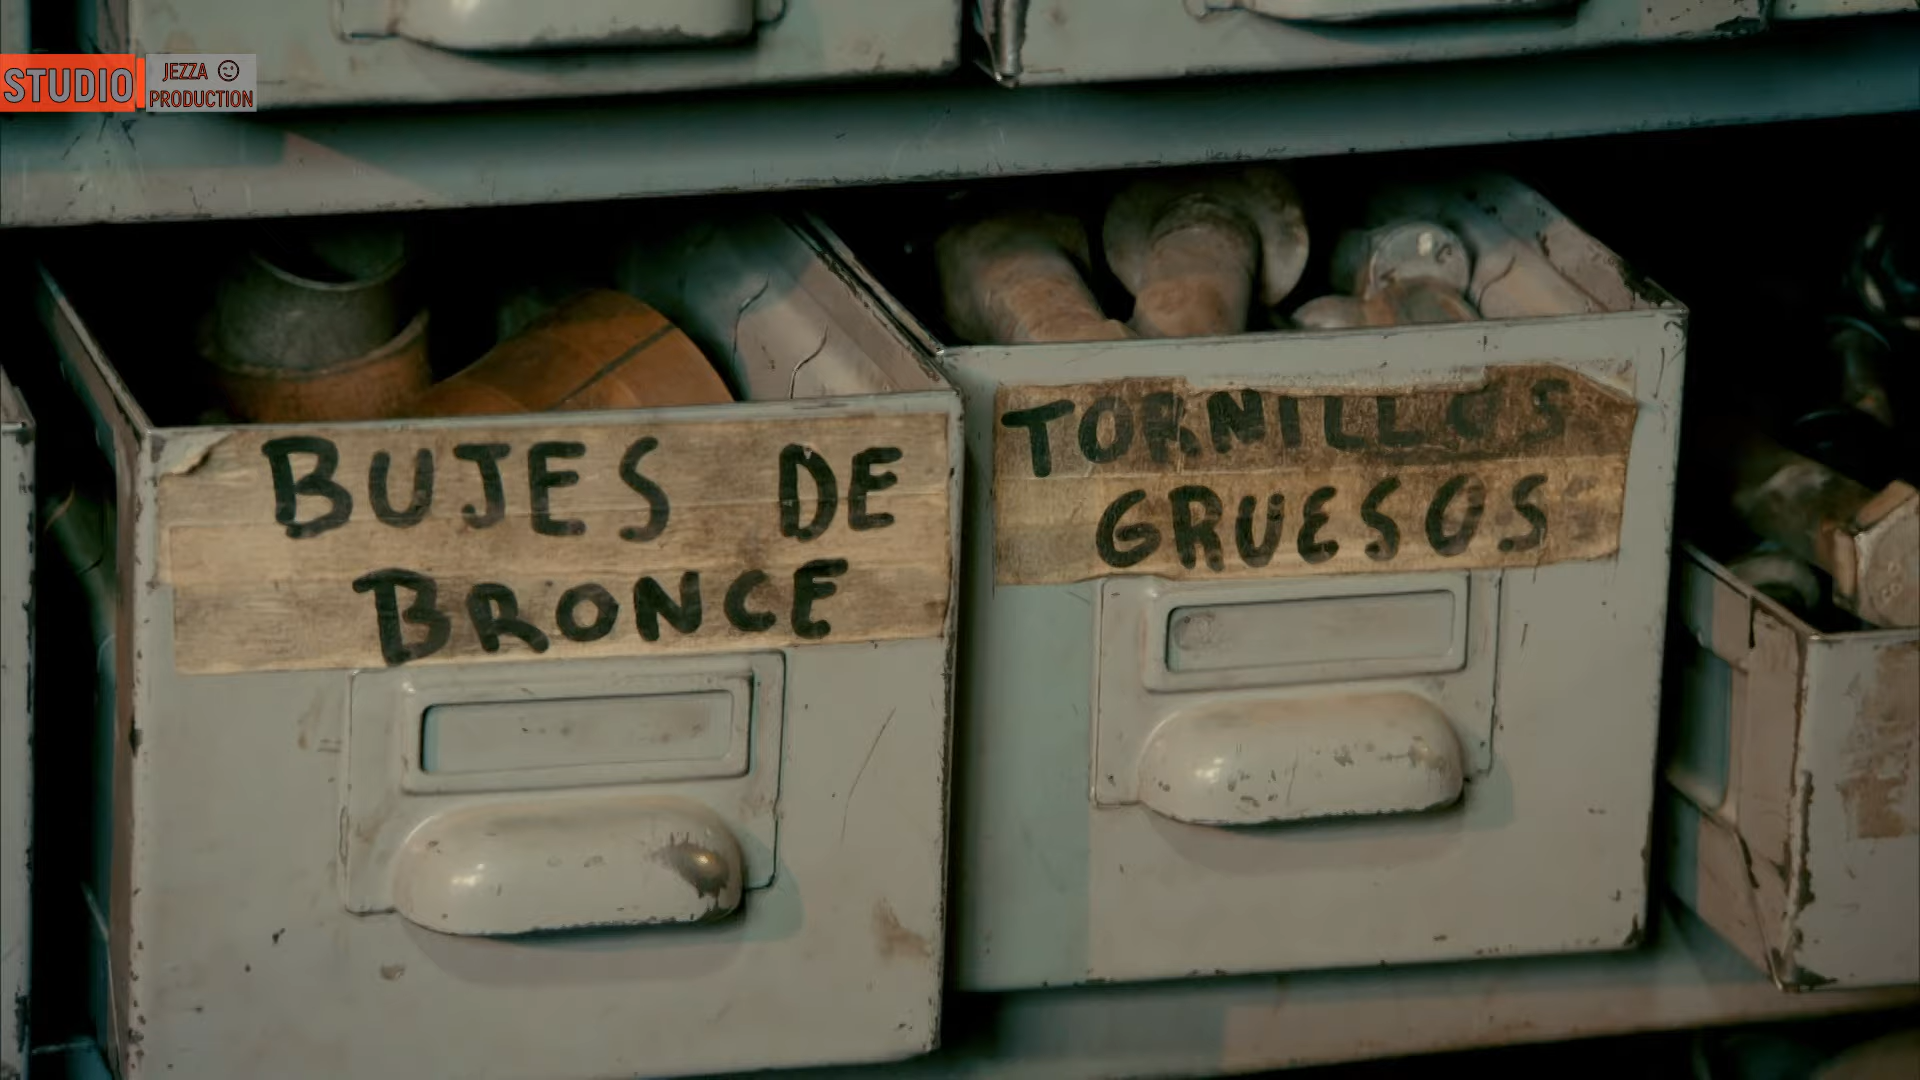 STUDIO
JEZZA
PRODUCTION
BUJES DE
BRONCE
TORNILLOS
GRUESOS